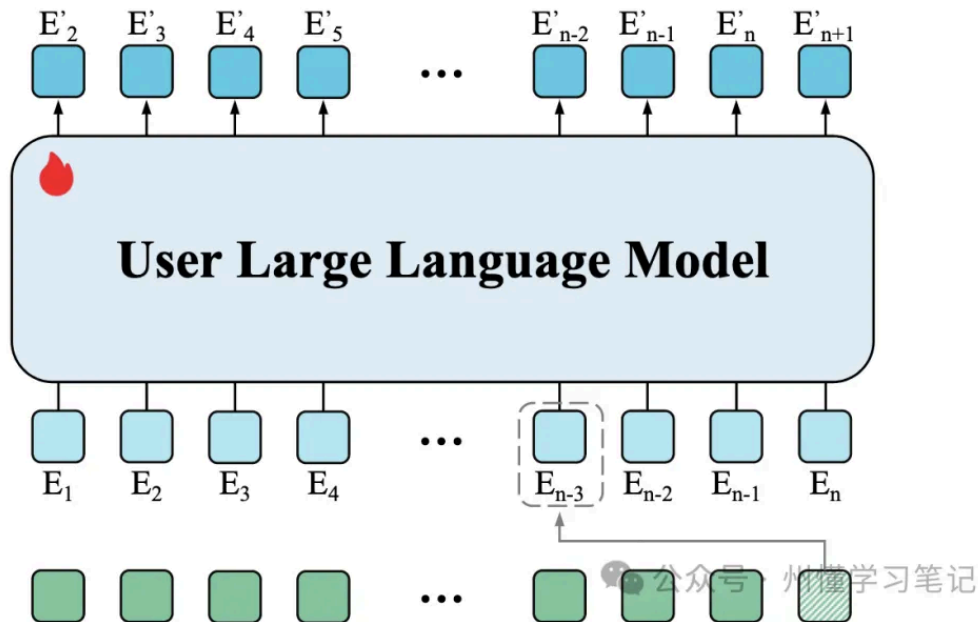 E'2 E'3 E'4 E'5 ... E'n-2 E'n-1 E'n E'n+1
User Large Language Model
E1 E2 E3 E4 ... En-3 En-2 En-1 En
公众号 · 州懂学习笔记
...